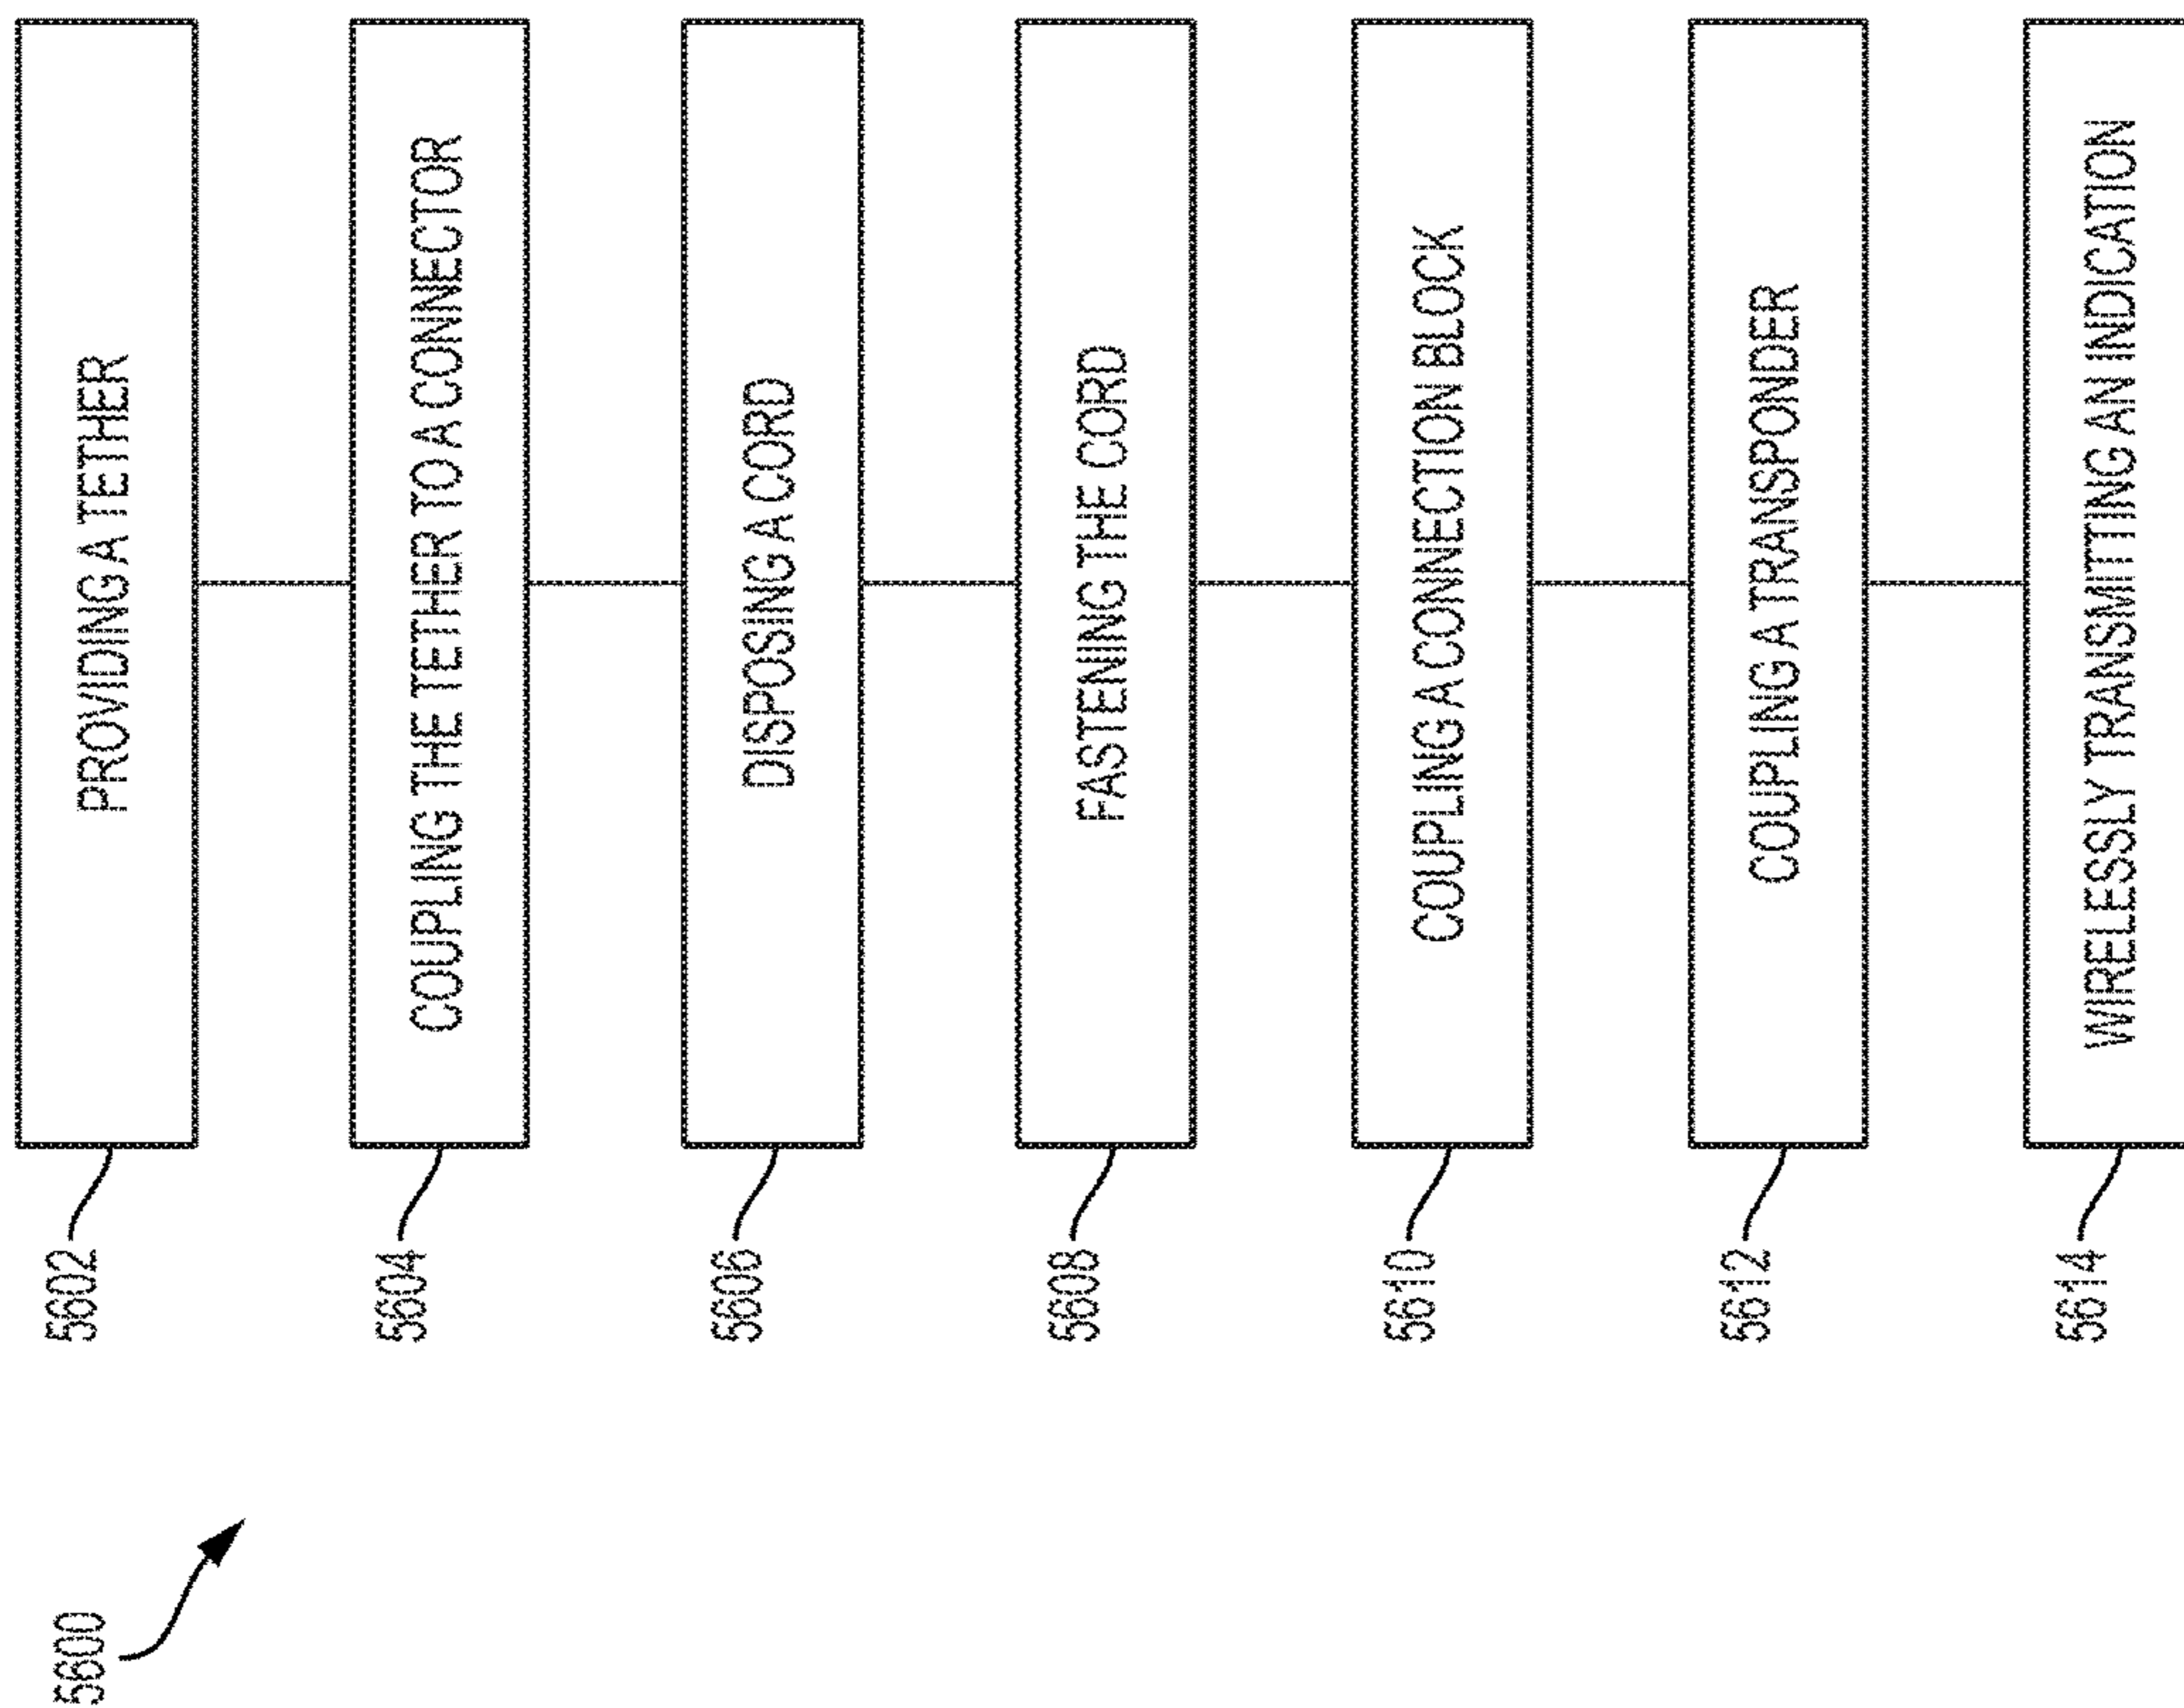 5600
5602
PROVIDING A TETHER
5604
COUPLING THE TETHER TO A CONNECTOR
5606
DISPOSING A CORD
5608
FASTENING THE CORD
5610
COUPLING A CONNECTION BLOCK
5612
COUPLING A TRANSPONDER
5614
WIRELESSLY TRANSMITTING AN INDICATION